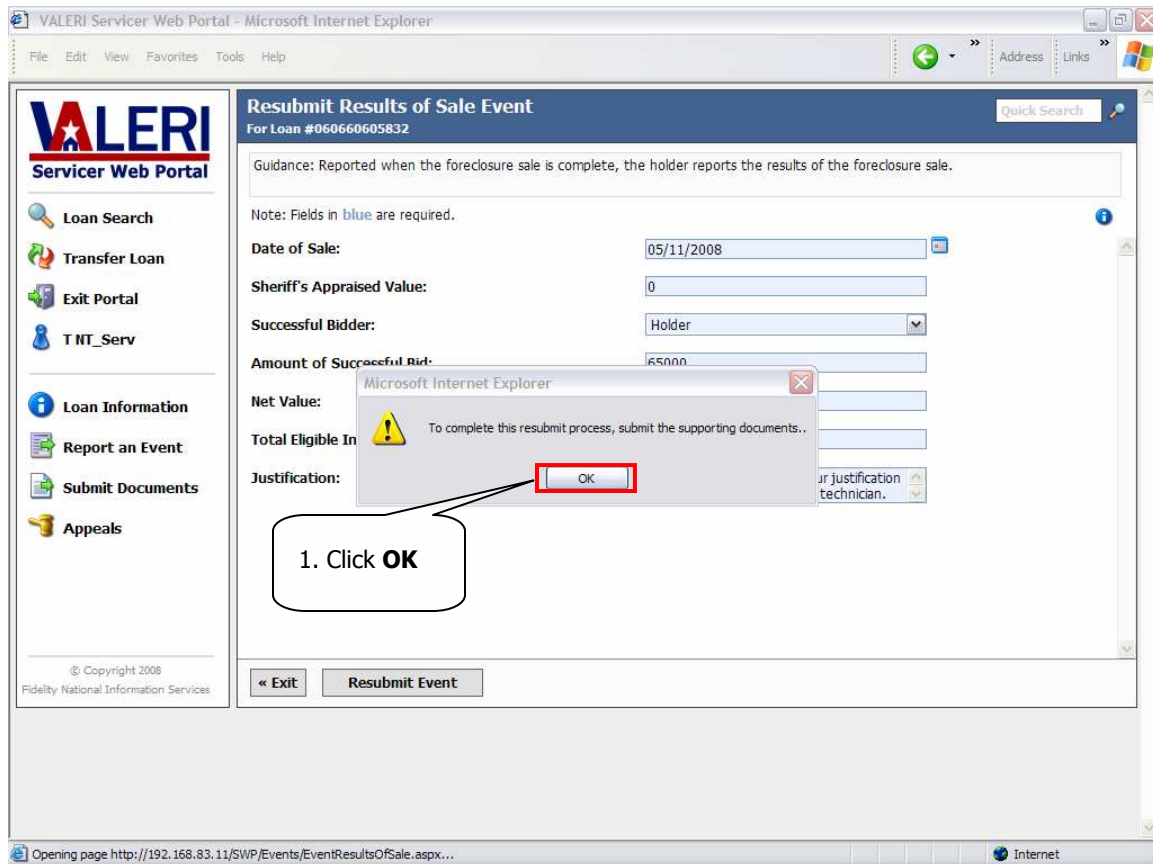 VALERI Servicer Web Portal - Microsoft Internet Explorer
File Edit View Favorites Tools Help
Address Links
VALERI
Servicer Web Portal
Loan Search
Transfer Loan
Exit Portal
T NT_Serv
Loan Information
Report an Event
Submit Documents
Appeals
© Copyright 2008
Fidelity National Information Services
Resubmit Results of Sale Event
For Loan #060660605832
Quick Search
Guidance: Reported when the foreclosure sale is complete, the holder reports the results of the foreclosure sale.
Note: Fields in blue are required.
Date of Sale: 05/11/2008
Sheriff's Appraised Value: 0
Successful Bidder: Holder
Amount of Successful Bid: 65000
Net Value:
Total Eligible In
Justification: ur justification
technician.
Microsoft Internet Explorer
To complete this resubmit process, submit the supporting documents..
OK
1. Click OK
« Exit Resubmit Event
Opening page http://192.168.83.11/SWP/Events/EventResultsOfSale.aspx... Internet